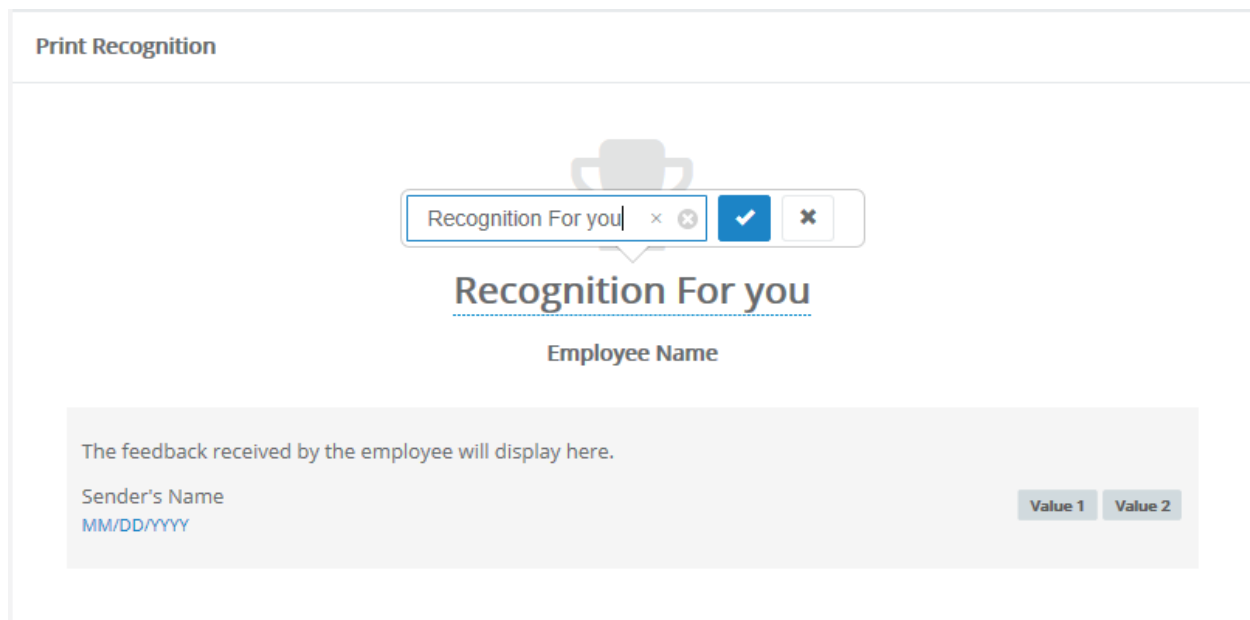 Print Recognition
Recognition For you
Recognition For you
Employee Name
The feedback received by the employee will display here.
Sender's Name
Value 1 Value 2
MM/DD/YYYY